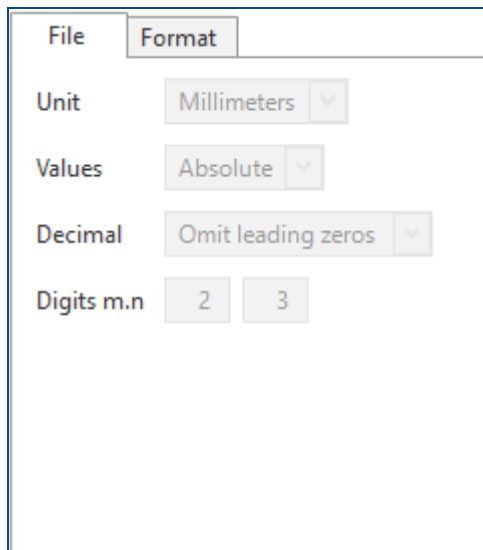 File Format
Unit Millimeters
Values Absolute
Decimal Omit leading zeros
Digits m.n 2 3